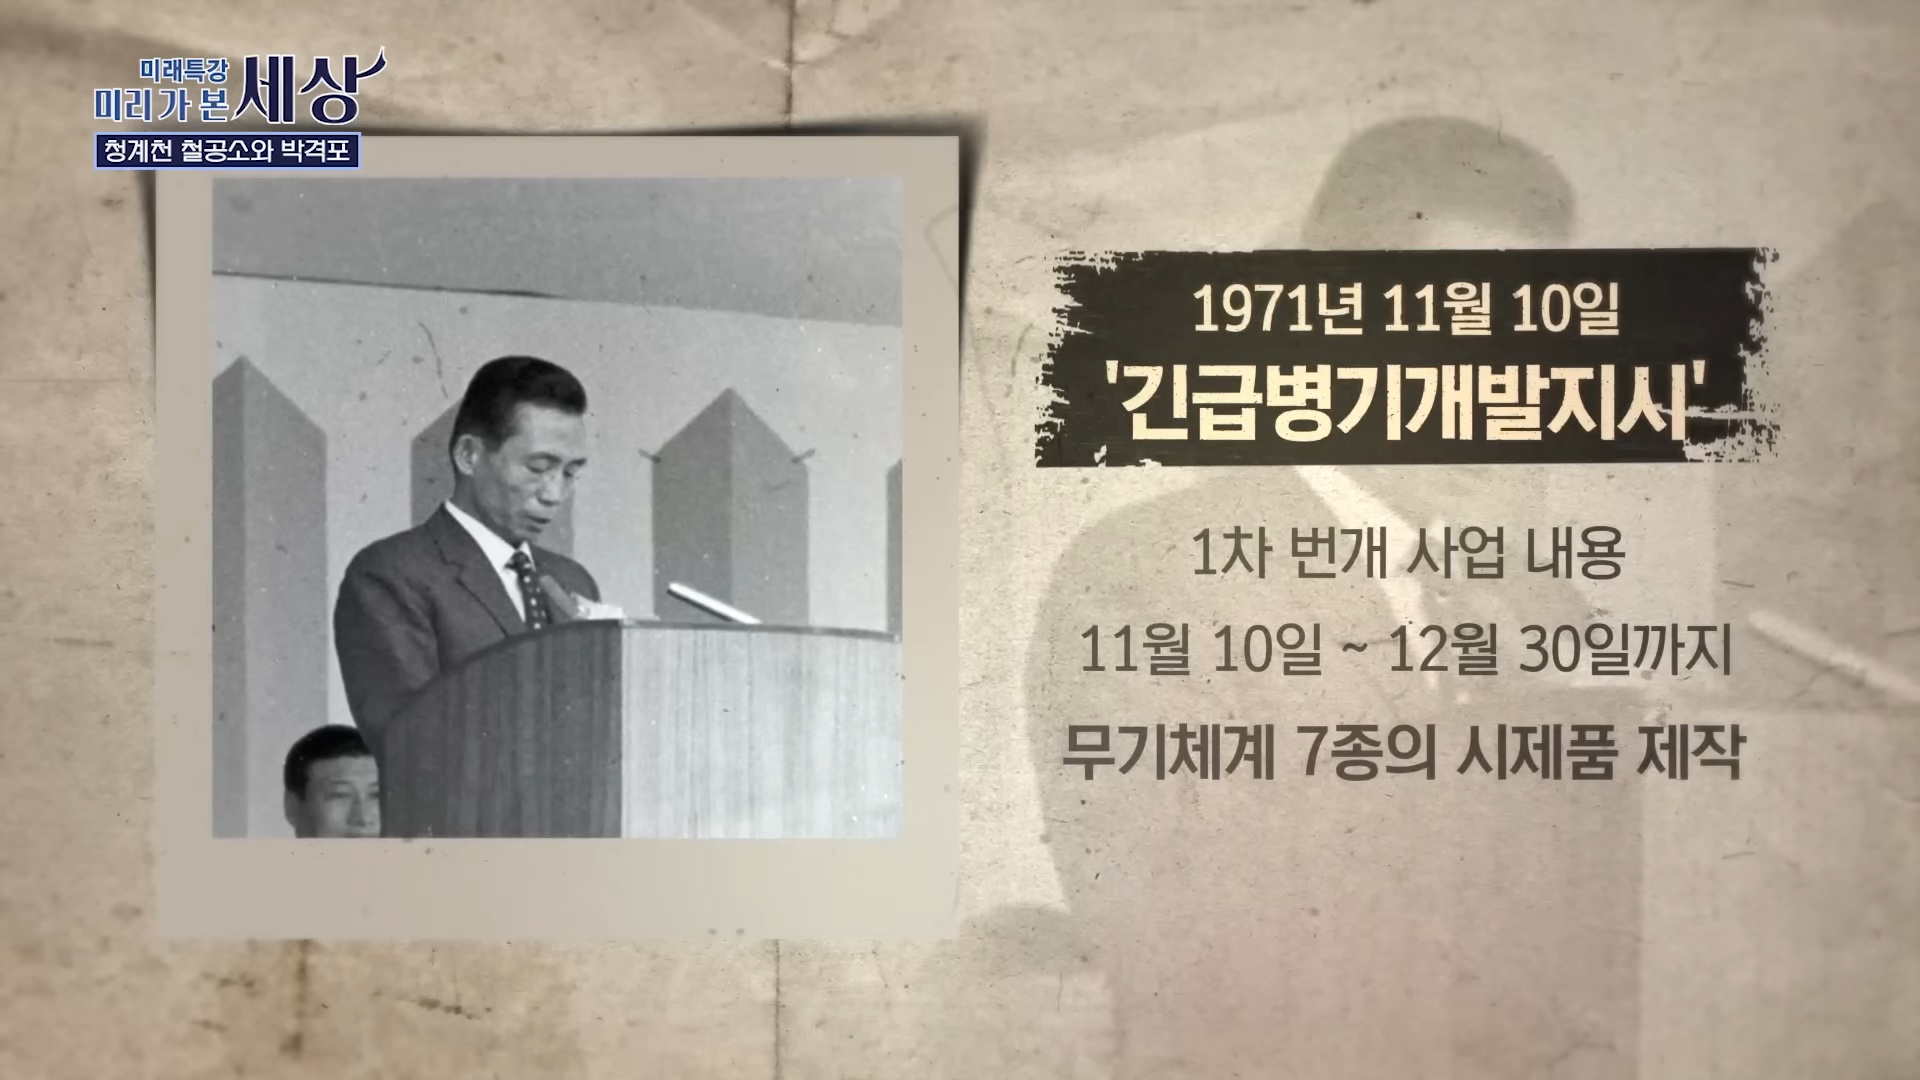 미래특강
미리 가 본 세상
청계천 철공소와 박격포
1971년 11월 10일
'긴급병기개발지시'
1차 번개 사업 내용
11월 10일 ~ 12월 30일까지
무기체계 7종의 시제품 제작